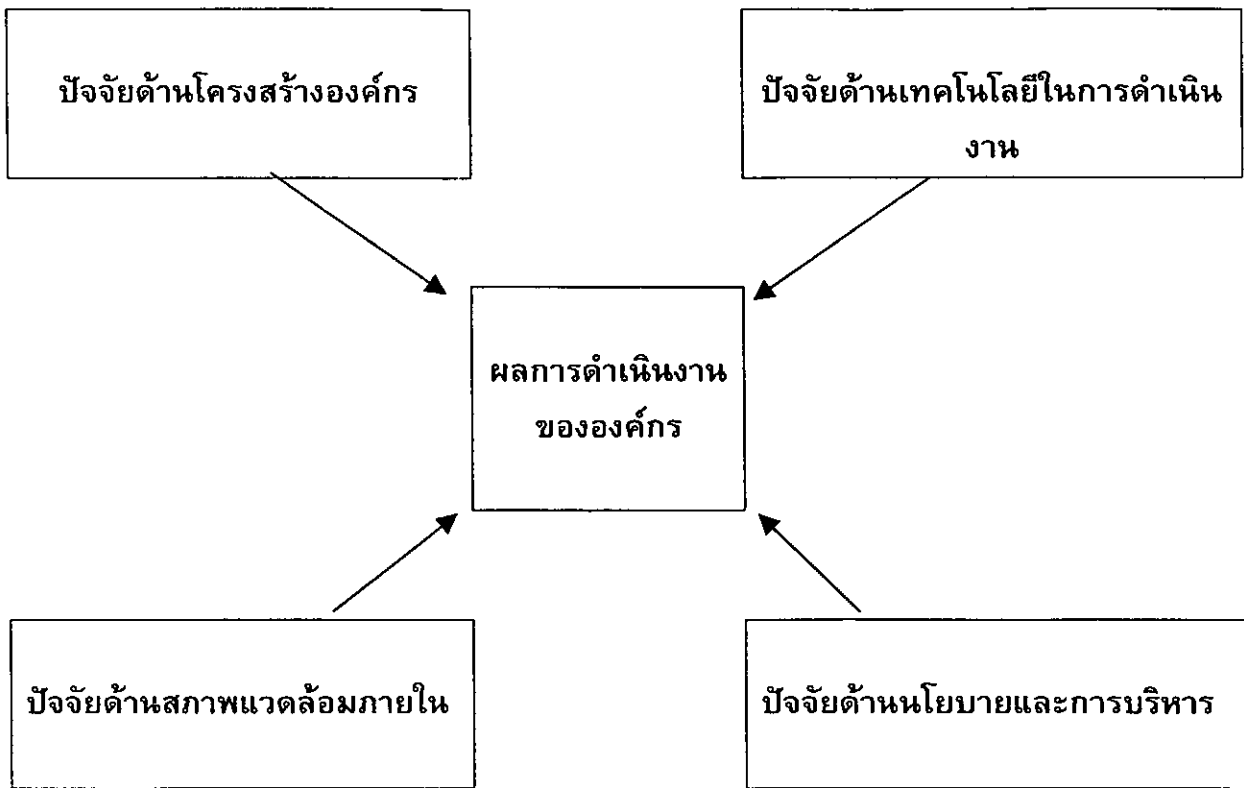 ปัจจัยด้านโครงสร้างองค์กร
ปัจจัยด้านเทคโนโลยีในการดำเนิน
งาน
ผลการดำเนินงาน
ขององค์กร
ปัจจัยด้านสภาพแวดล้อมภายใน
ปัจจัยด้านนโยบายและการบริหาร